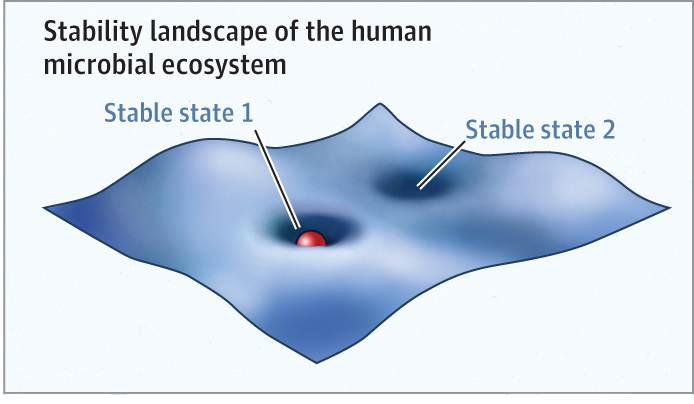 Stability landscape of the human
microbial ecosystem
Stable state 1
Stable state 2